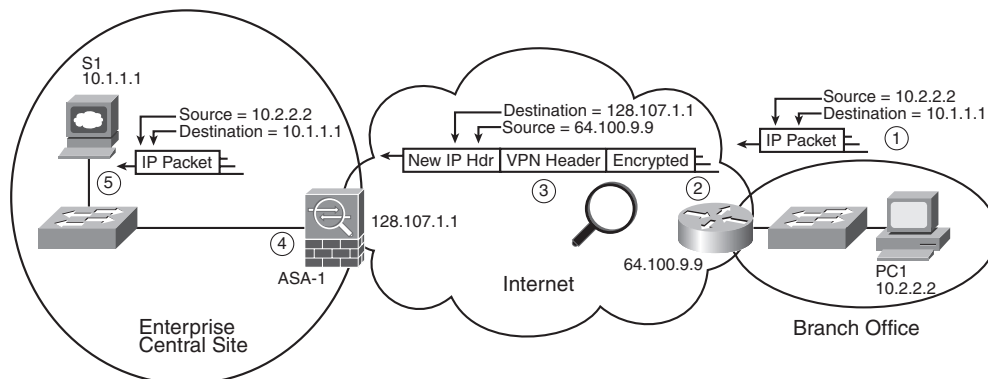 S1
10.1.1.1
Source = 10.2.2.2
Destination = 10.1.1.1
IP Packet
5
4
ASA-1
128.107.1.1
Enterprise
Central Site
Destination = 128.107.1.1
Source = 64.100.9.9
New IP Hdr VPN Header Encrypted
3
2
Internet
64.100.9.9
Source = 10.2.2.2
Destination = 10.1.1.1
IP Packet
1
PC1
10.2.2.2
Branch Office